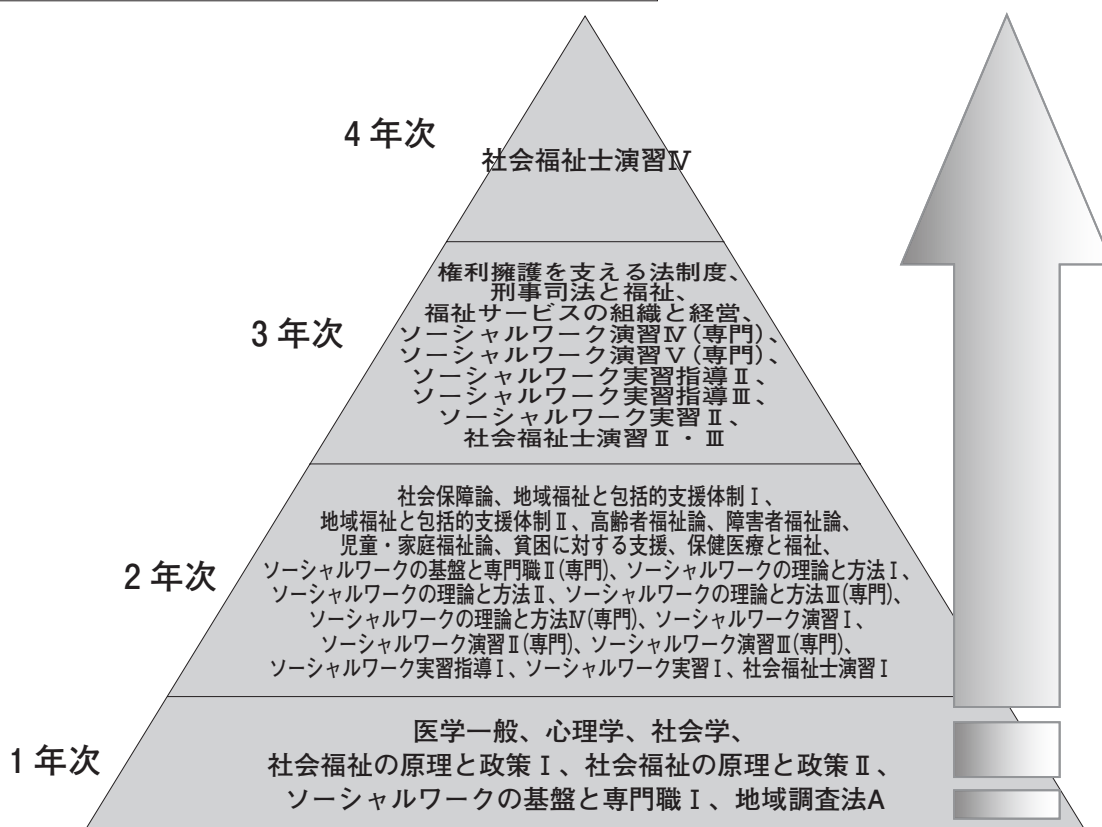 4年次
社会福祉士演習Ⅳ
3年次
権利擁護を支える法制度、
刑事司法と福祉、
福祉サービスの組織と経営、
ソーシャルワーク演習Ⅳ(専門)、
ソーシャルワーク演習Ⅴ(専門)、
ソーシャルワーク実習指導Ⅱ、
ソーシャルワーク実習指導Ⅲ、
ソーシャルワーク実習Ⅱ、
社会福祉士演習Ⅱ・Ⅲ
2年次
社会保障論、地域福祉と包括的支援体制Ⅰ、
地域福祉と包括的支援体制Ⅱ、高齢者福祉論、障害者福祉論、
児童・家庭福祉論、貧困に対する支援、保健医療と福祉、
ソーシャルワークの基盤と専門職Ⅱ(専門)、ソーシャルワークの理論と方法Ⅰ、
ソーシャルワークの理論と方法Ⅱ、ソーシャルワークの理論と方法Ⅲ(専門)、
ソーシャルワークの理論と方法Ⅳ(専門)、ソーシャルワーク演習Ⅰ、
ソーシャルワーク演習Ⅱ(専門)、ソーシャルワーク演習Ⅲ(専門)、
ソーシャルワーク実習指導Ⅰ、ソーシャルワーク実習Ⅰ、社会福祉士演習Ⅰ
1年次
医学一般、心理学、社会学、
社会福祉の原理と政策Ⅰ、社会福祉の原理と政策Ⅱ、
ソーシャルワークの基盤と専門職Ⅰ、地域調査法A